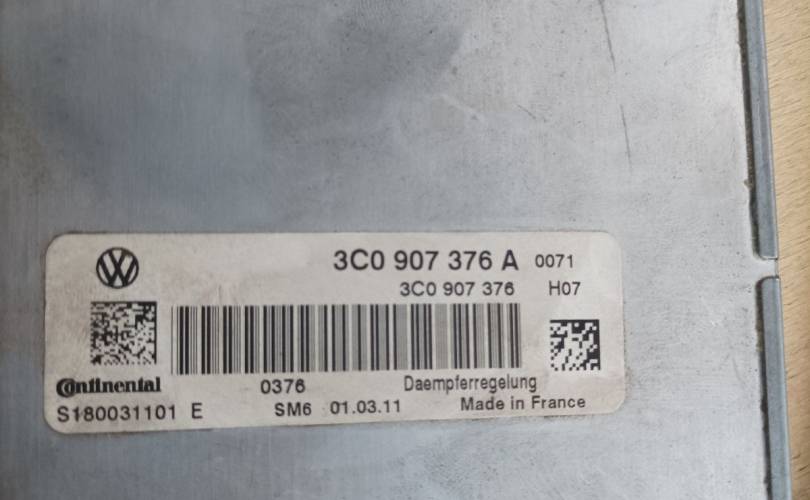 3C0 907 376 A 0071
3C0 907 376 H07
Continental 0376 Daempferregelung
S180031101 E SM6 01.03.11 Made in France